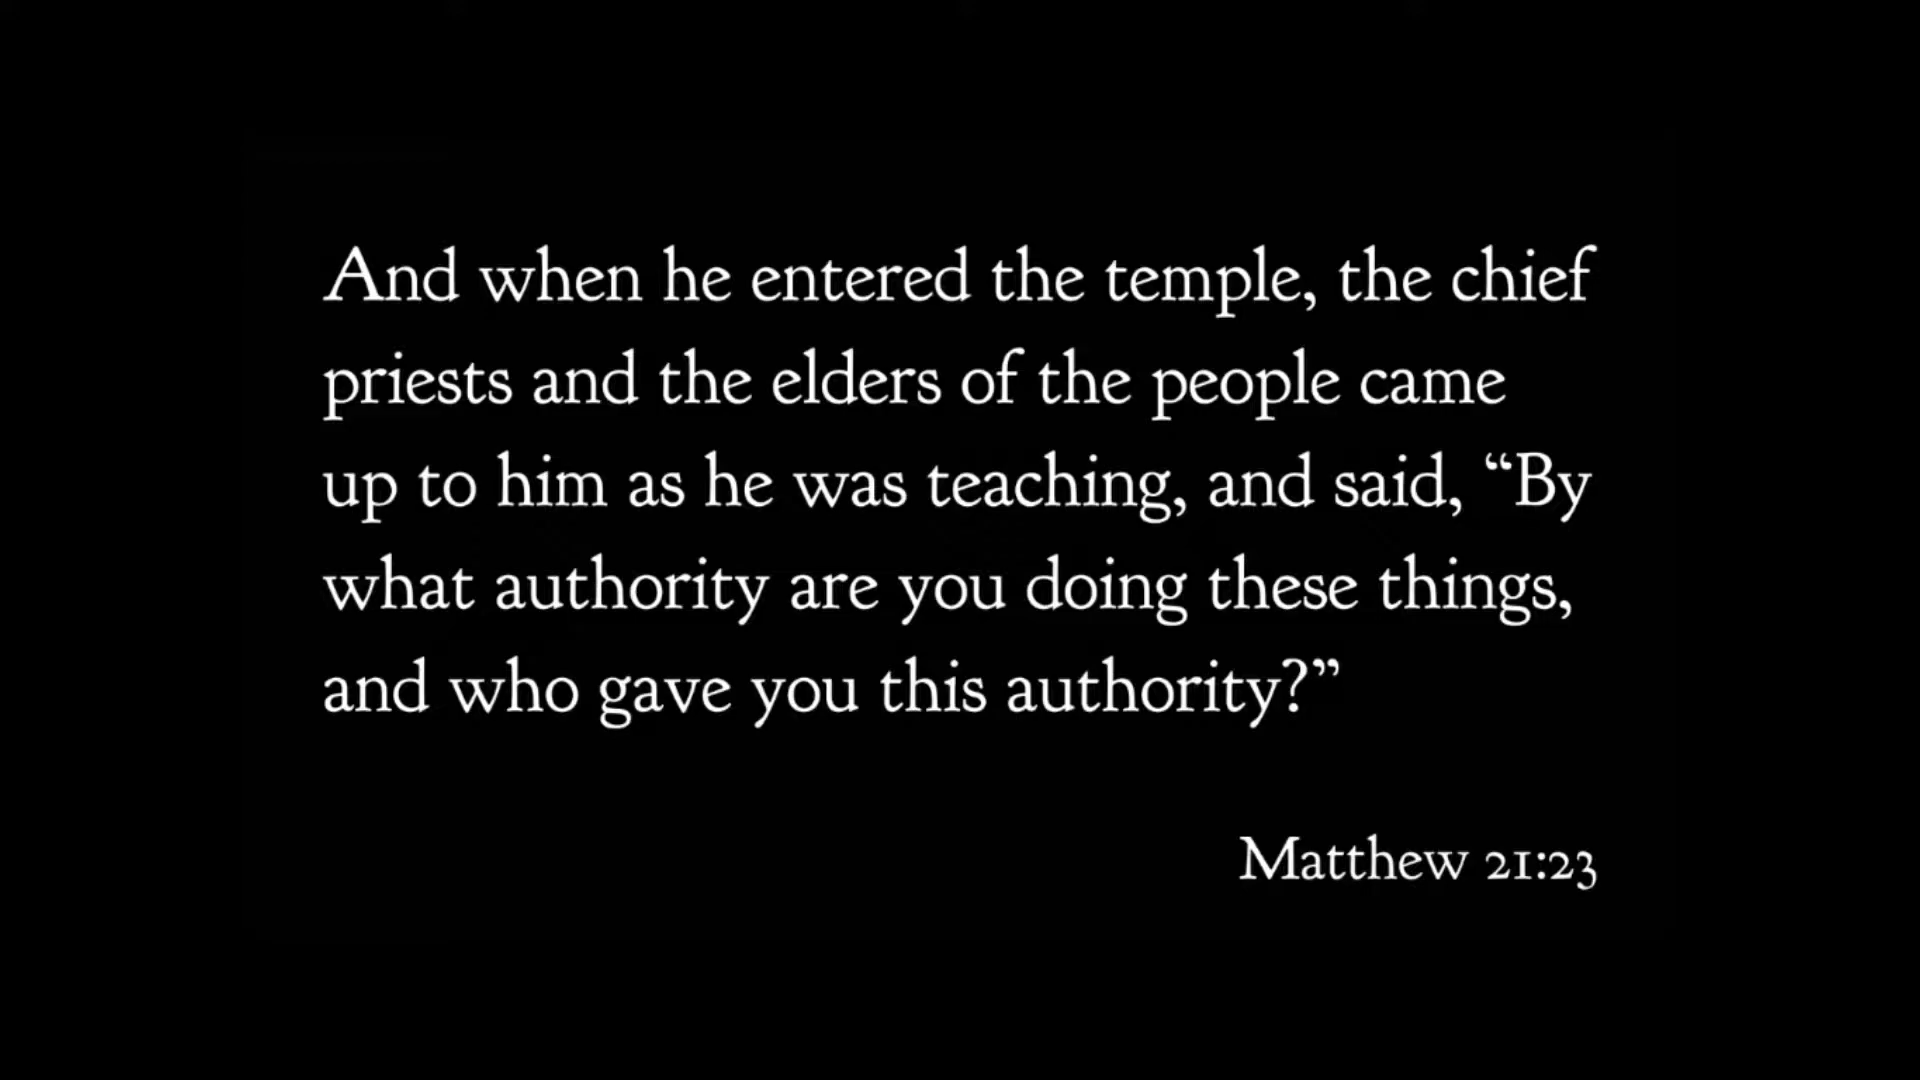 And when he entered the temple, the chief
priests and the elders of the people came
up to him as he was teaching, and said, “By
what authority are you doing these things,
and who gave you this authority?”
Matthew 21:23